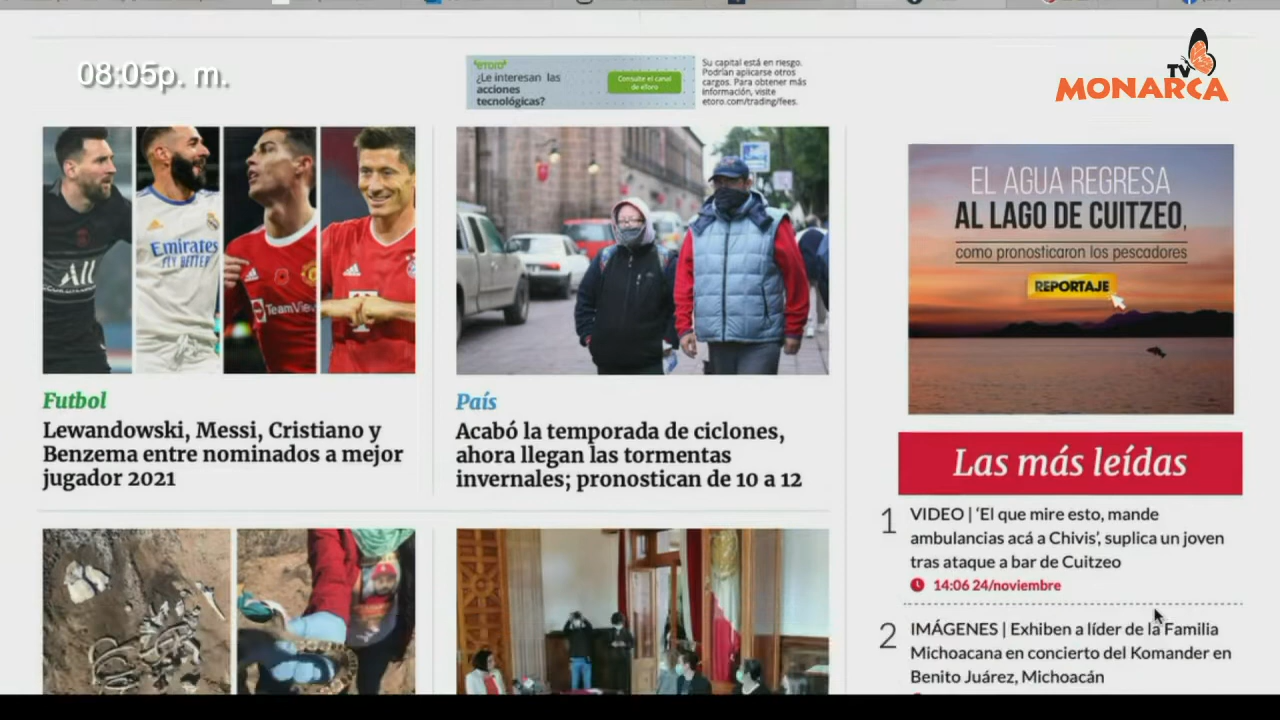 08:05p. m.
TV
MONARCA
etoro
¿Le interesan las
acciones
tecnológicas?
Consulte el canal
de eToro
Su capital está en riesgo.
Podrían aplicarse otros
cargos. Para obtener más
información, visite
etoro.com/trading/fees.
Emirates
FLY BETTER
TeamView
T
Futbol
Lewandowski, Messi, Cristiano y
Benzema entre nominados a mejor
jugador 2021
País
Acabó la temporada de ciclones,
ahora llegan las tormentas
invernales; pronostican de 10 a 12
EL AGUA REGRESA
AL LAGO DE CUITZEO,
como pronosticaron los pescadores
REPORTAJE
Las más leídas
1 VIDEO | ‘El que mire esto, mande
ambulancias acá a Chivis’, suplica un joven
tras ataque a bar de Cuitzeo
14:06 24/noviembre
2 IMÁGENES | Exhiben a líder de la Familia
Michoacana en concierto del Komander en
Benito Juárez, Michoacán